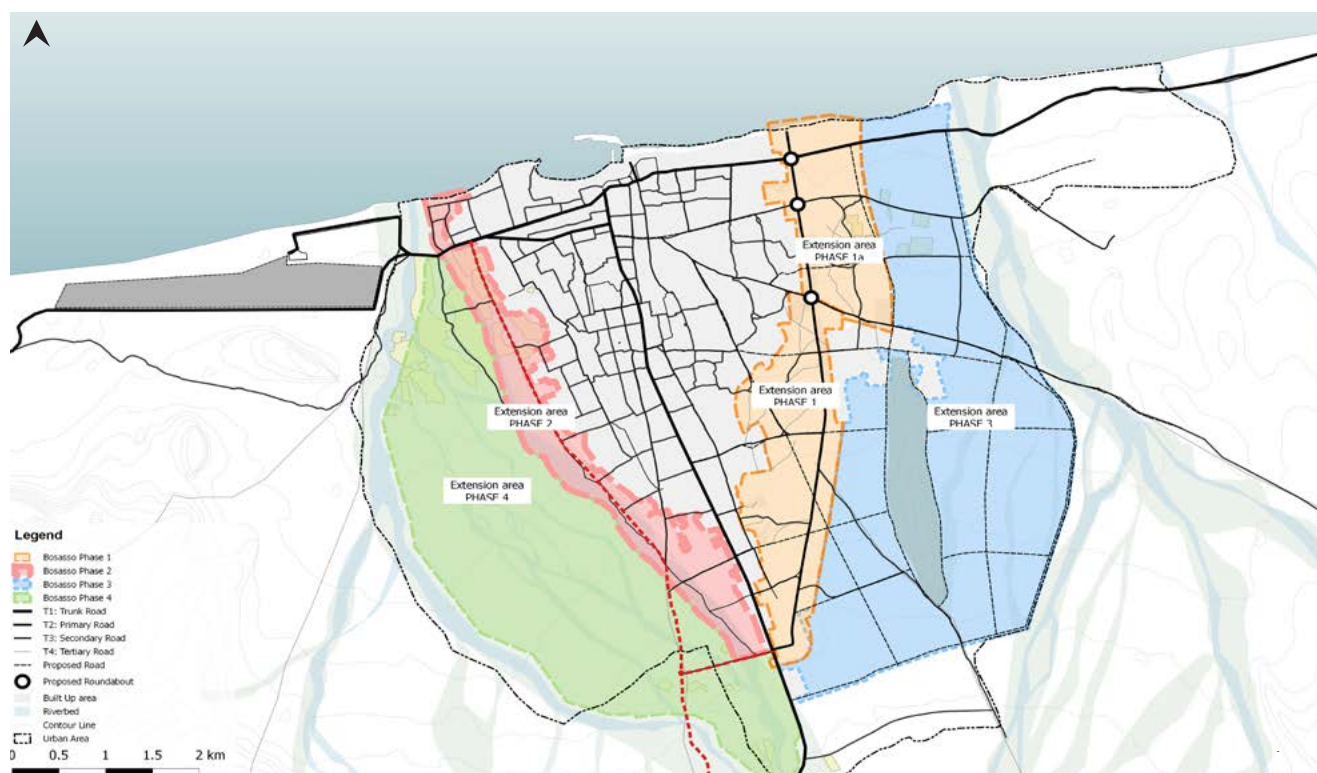 Extension area
PHASE 1a
Extension area
PHASE 1
Extension area
PHASE 3
Extension area
PHASE 2
Extension area
PHASE 4
Legend
Bosasso Phase 1
Bosasso Phase 2
Bosasso Phase 3
Bosasso Phase 4
T1: Trunk Road
T2: Primary Road
T3: Secondary Road
T4: Tertiary Road
Proposed Road
Proposed Roundabout
Built Up area
Riverbed
Contour Line
Urban Area
0 0.5 1 1.5 2 km